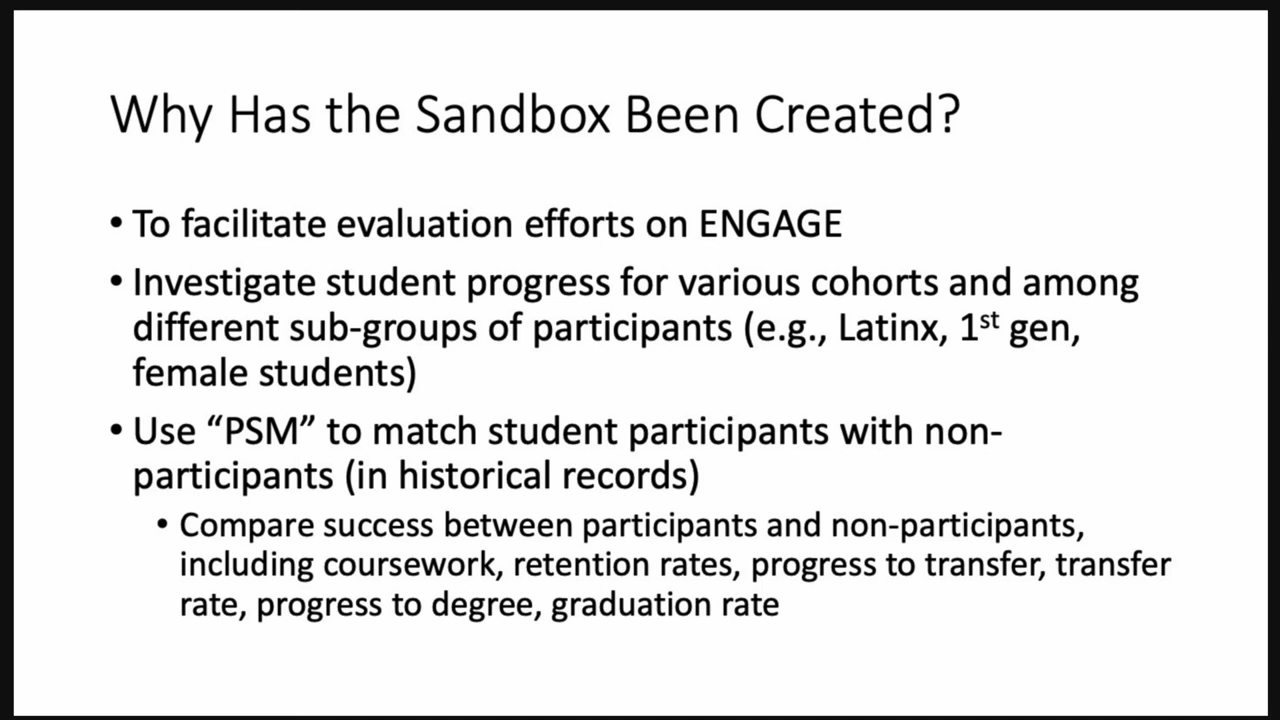 Why Has the Sandbox Been Created?
• To facilitate evaluation efforts on ENGAGE
• Investigate student progress for various cohorts and among
different sub-groups of participants (e.g., Latinx, 1st gen,
female students)
• Use “PSM” to match student participants with non-
participants (in historical records)
• Compare success between participants and non-participants,
including coursework, retention rates, progress to transfer, transfer
rate, progress to degree, graduation rate